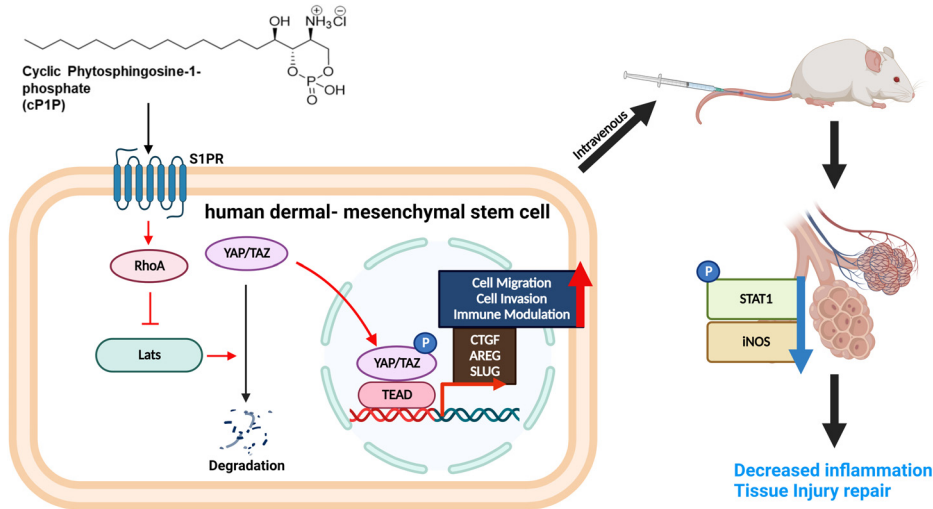 OH
NH3Cl
+
O
O
P
OH
O
Cyclic Phytosphingosine-1-
phosphate
(cP1P)
S1PR
human dermal- mesenchymal stem cell
RhoA
YAP/TAZ
Lats
Degradation
Cell Migration
Cell Invasion
Immune Modulation
CTGF
AREG
SLUG
P
YAP/TAZ
TEAD
Intravenous
P
STAT1
iNOS
Decreased inflammation
Tissue Injury repair